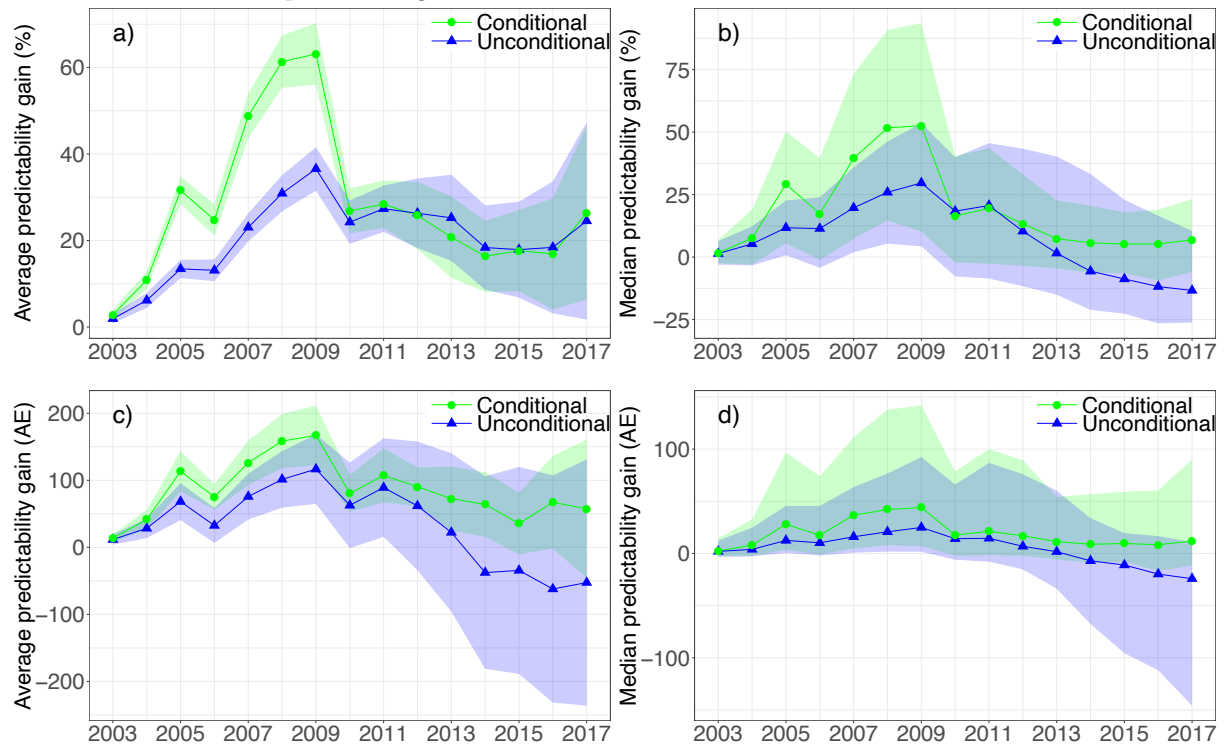 a)
Conditional
Unconditional
Average predictability gain (%)
60
40
20
0
2003 2005 2007 2009 2011 2013 2015 2017
b)
Conditional
Unconditional
Median predictability gain (%)
75
50
25
0
−25
2003 2005 2007 2009 2011 2013 2015 2017
c)
Conditional
Unconditional
Average predictability gain (AE)
200
100
0
−100
−200
2003 2005 2007 2009 2011 2013 2015 2017
d)
Conditional
Unconditional
Median predictability gain (AE)
100
0
−100
2003 2005 2007 2009 2011 2013 2015 2017